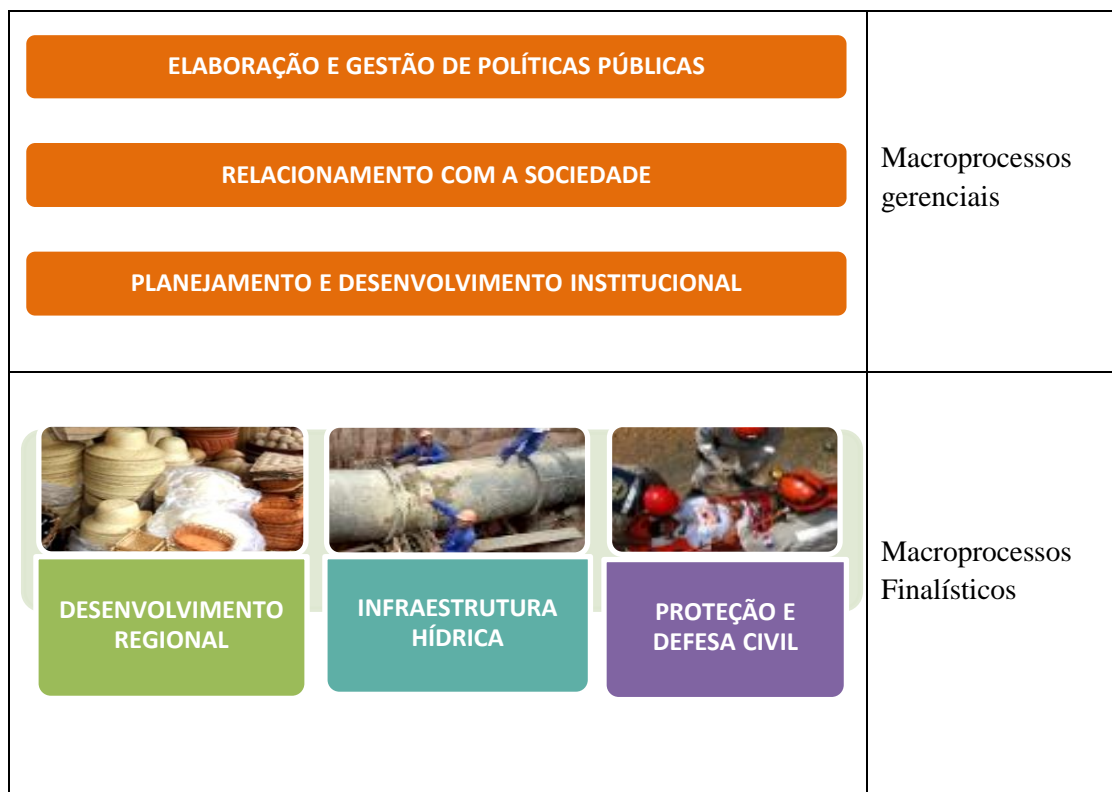 ELABORAÇÃO E GESTÃO DE POLÍTICAS PÚBLICAS
RELACIONAMENTO COM A SOCIEDADE
PLANEJAMENTO E DESENVOLVIMENTO INSTITUCIONAL
Macroprocessos
gerenciais
DESENVOLVIMENTO
REGIONAL
INFRAESTRUTURA
HÍDRICA
PROTEÇÃO E
DEFESA CIVIL
Macroprocessos
Finalísticos